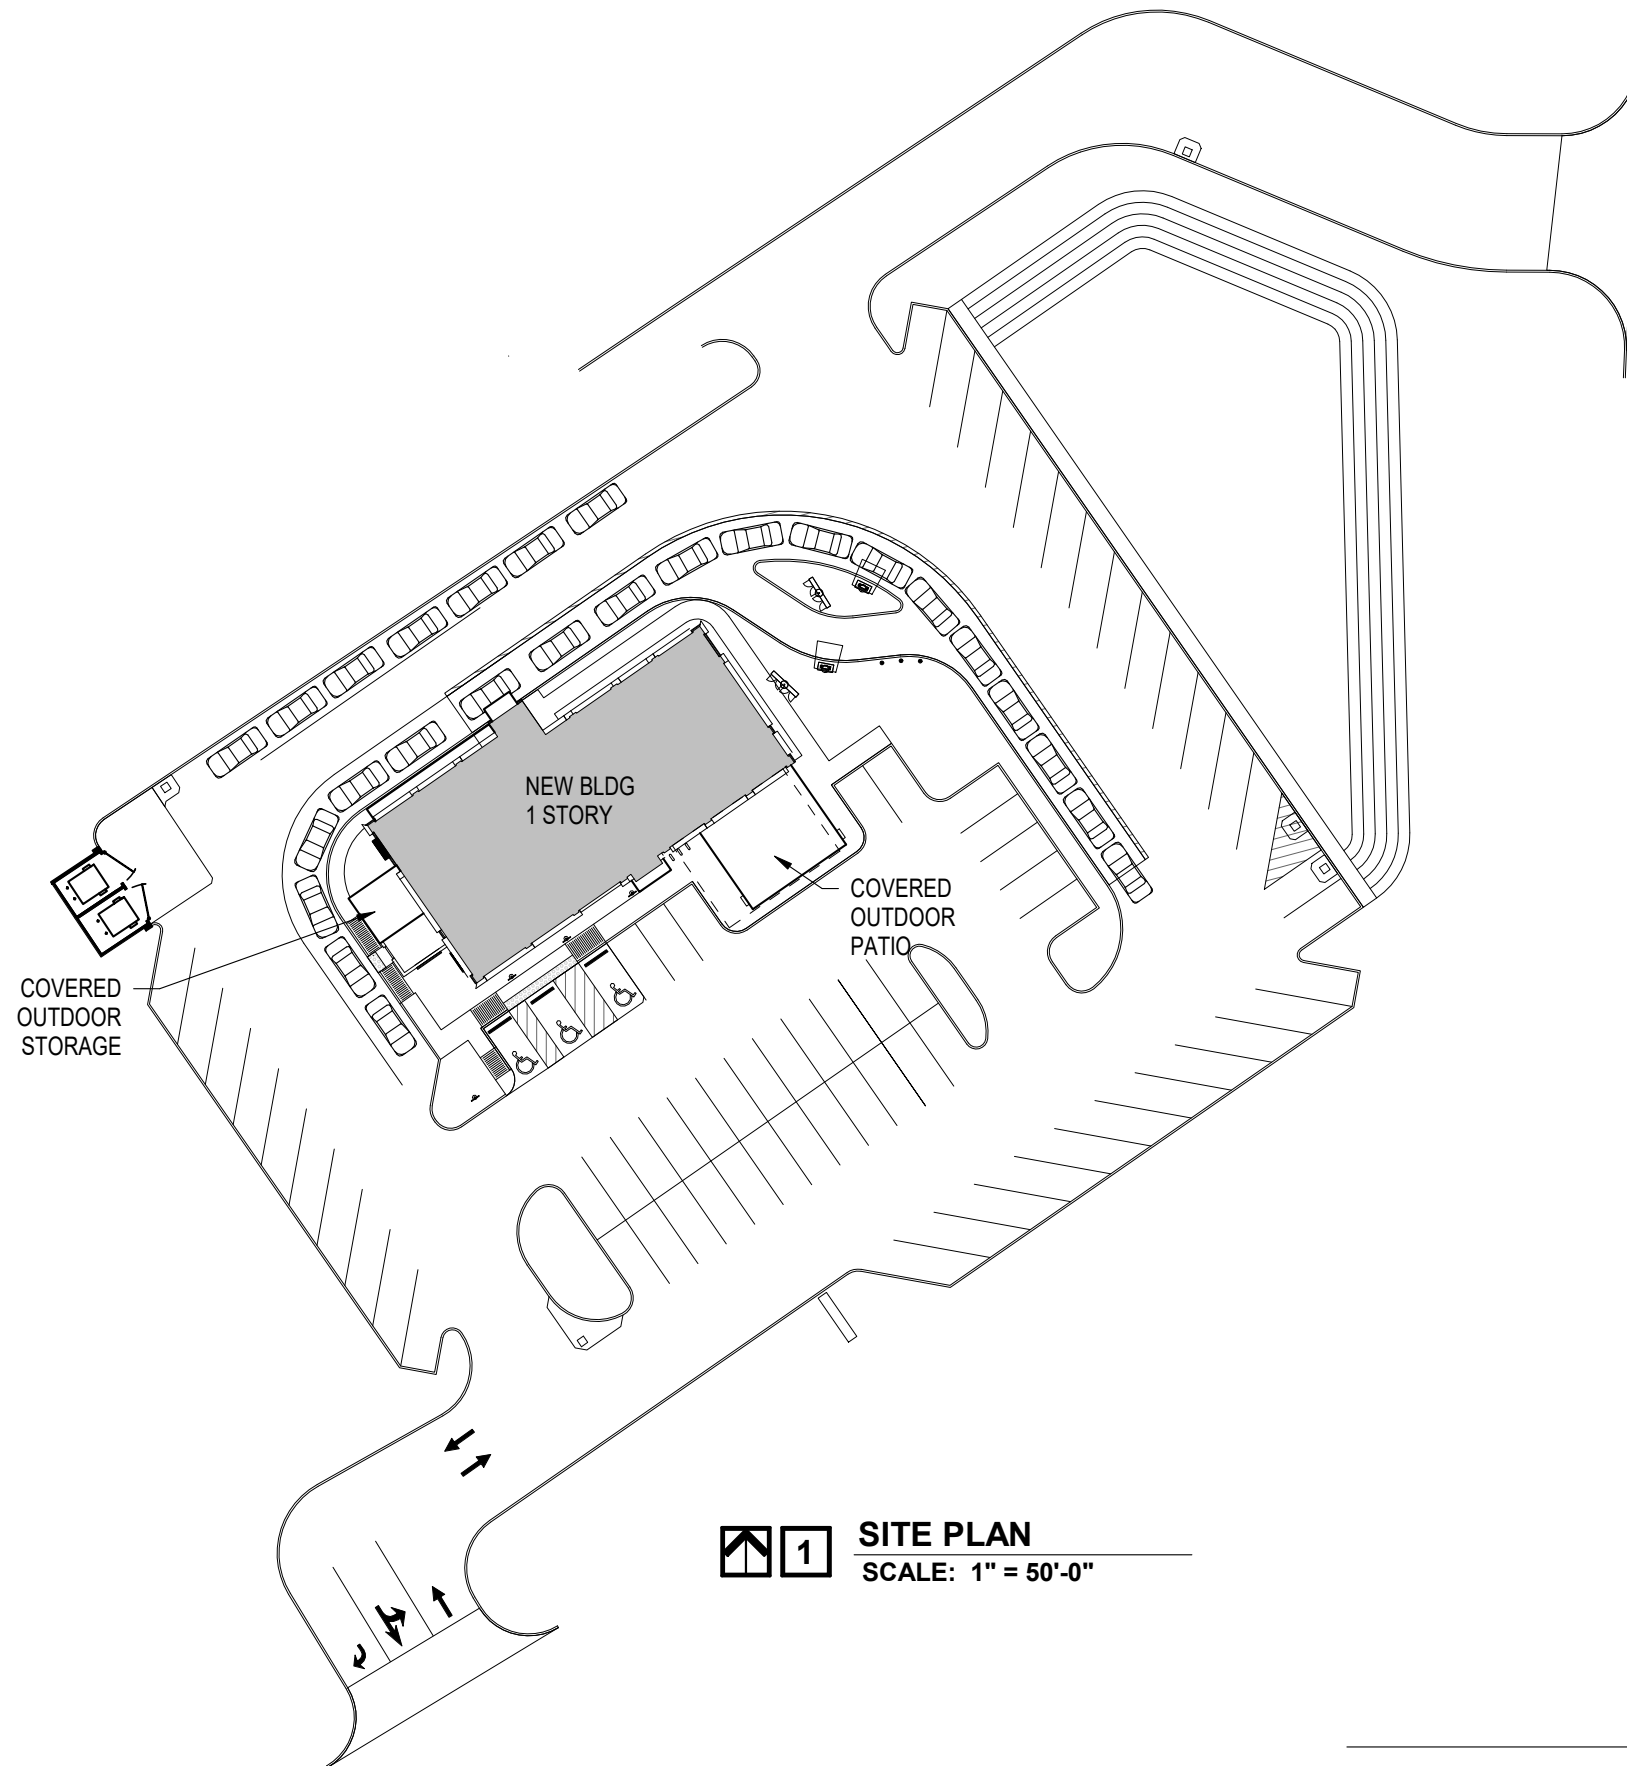 NEW BLDG
1 STORY
COVERED
OUTDOOR
PATIO
COVERED
OUTDOOR
STORAGE
1
SITE PLAN
SCALE: 1" = 50'-0"